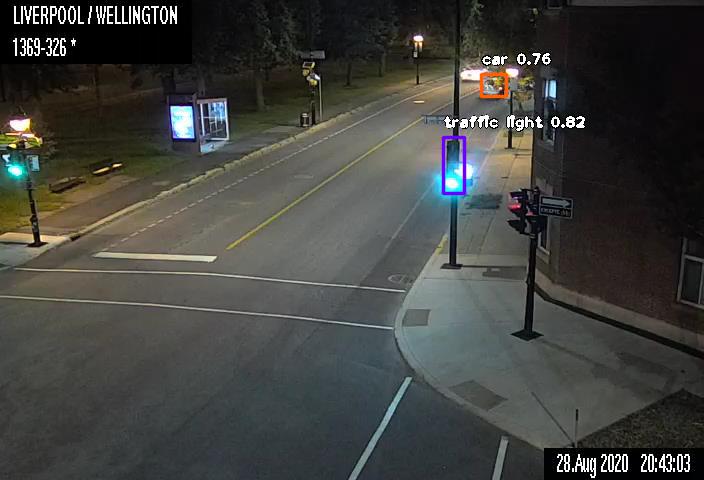 LIVERPOOL / WELLINGTON
1369-326 *
car 0.76
traffic light 0.82
28.Aug 2020 20:43:03